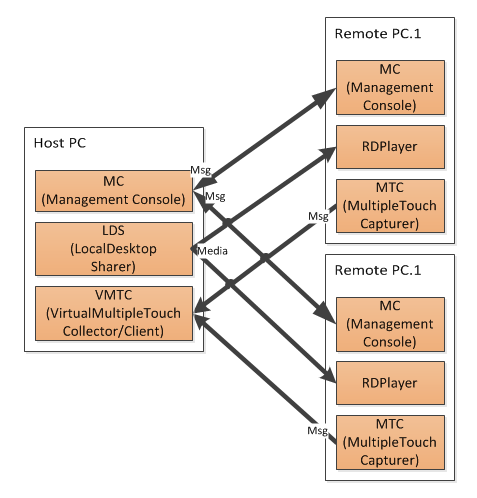 Remote PC.1
MC
(Management
Console)
RDPlayer
MTC
(MultipleTouch
Capturer)
Host PC
MC
(Management Console)
LDS
(LocalDesktop
Sharer)
VMTC
(VirtualMultipleTouch
Collector/Client)
Msg
Msg
Msg
Media
Msg
Remote PC.1
MC
(Management
Console)
RDPlayer
MTC
(MultipleTouch
Capturer)